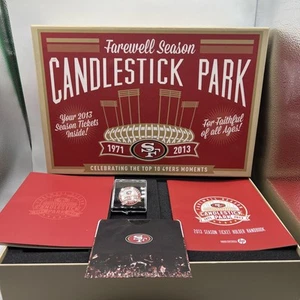 Farewell Season
CANDLESTICK PARK
Your 2013
Season Tickets
Inside!
For Faithful
of all Ages!
1971
SF
2013
CELEBRATING THE TOP 10 49ERS MOMENTS
CANDLESTICK
PARK
2013 SEASON TICKET HOLDER HANDBOOK
SF